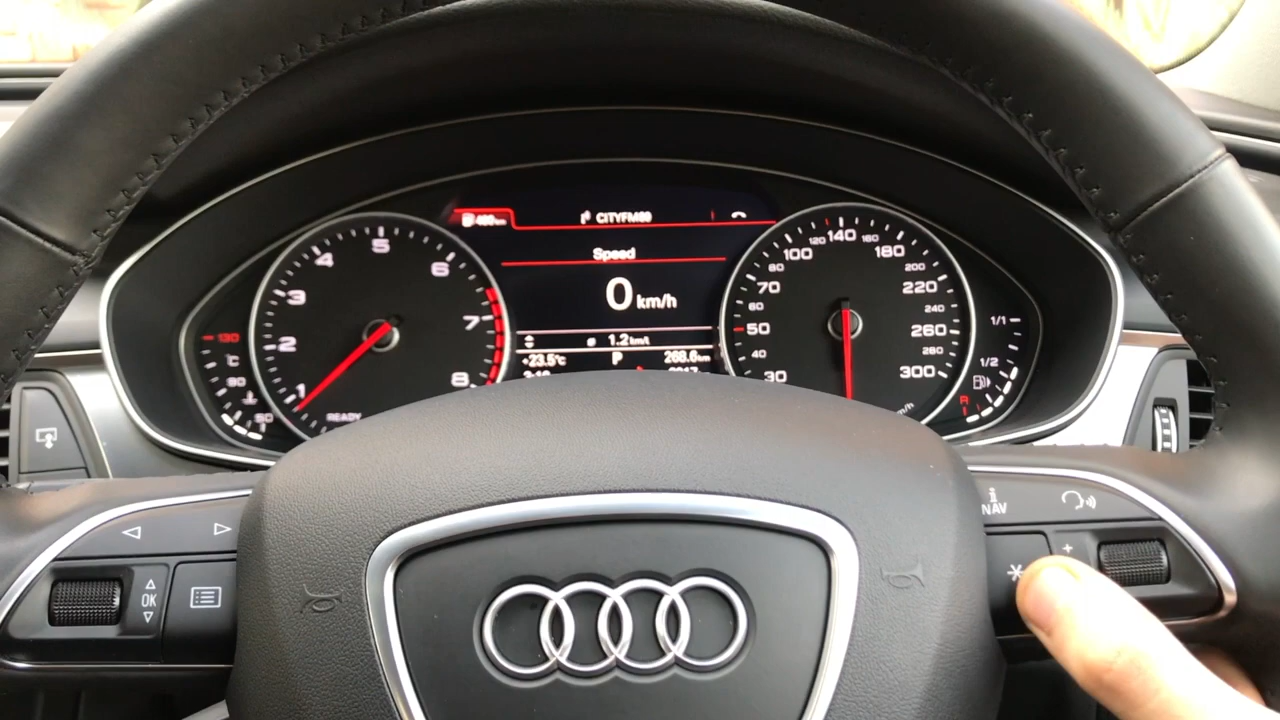 CITYFM89
Speed
0 km/h
1.2 km/h
+23.5°C P 268.6 km
1
2
3
4
5
6
7
8
READY
130
°C
90
30
40
50
60
70
80
100
120
140
160
180
200
220
240
260
280
300
1/1
1/2
R
NAV
OK